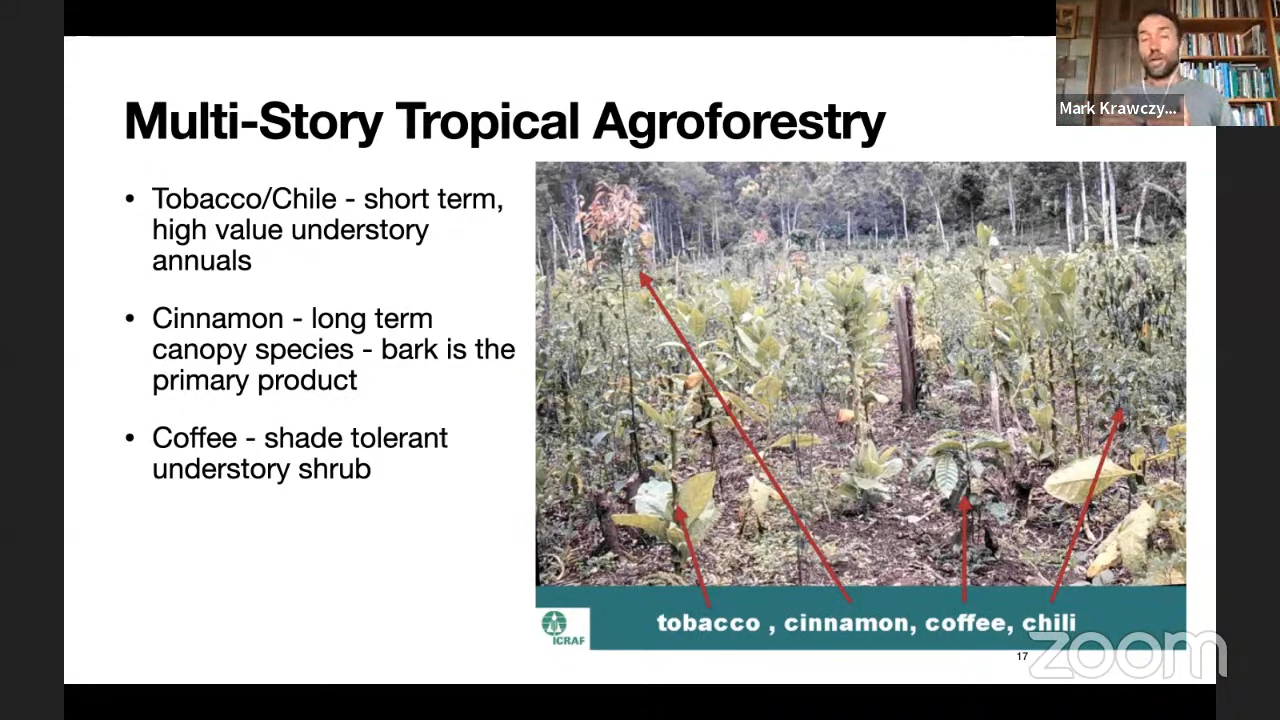 Mark Krawczy...
Multi-Story Tropical Agroforestry
• Tobacco/Chile - short term,
high value understory
annuals
• Cinnamon - long term
canopy species - bark is the
primary product
• Coffee - shade tolerant
understory shrub
tobacco , cinnamon, coffee, chili
ICRAF
17
zoom